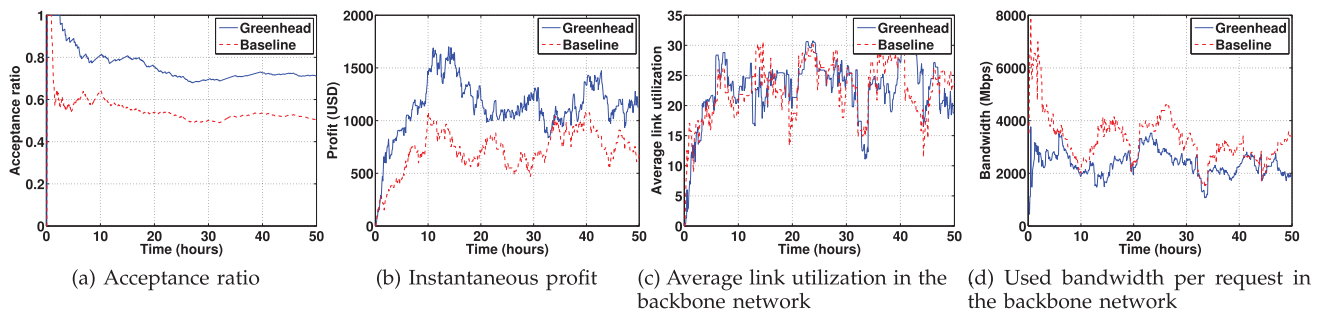 Greenhead
Baseline
1
0.8
0.6
0.4
0.2
0
0
10
20
30
40
50
Acceptance ratio
Time (hours)
(a) Acceptance ratio
Greenhead
Baseline
2000
1500
1000
500
0
0
10
20
30
40
50
Profit (USD)
Time (hours)
(b) Instantaneous profit
Greenhead
Baseline
35
30
25
20
15
10
5
0
0
10
20
30
40
50
Average link utilization
Time (hours)
(c) Average link utilization in the
backbone network
Greenhead
Baseline
8000
6000
4000
2000
0
0
10
20
30
40
50
Bandwidth (Mbps)
Time (hours)
(d) Used bandwidth per request in
the backbone network